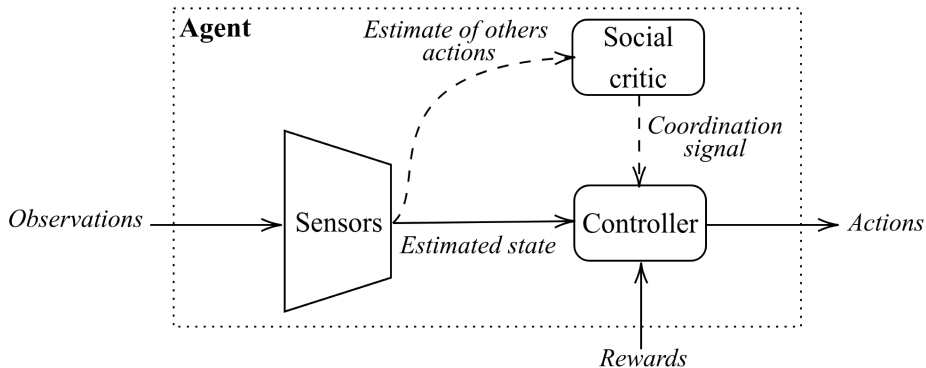 Agent
Estimate of others
actions
Social
critic
Coordination
signal
Observations
Sensors
Estimated state
Controller
Actions
Rewards